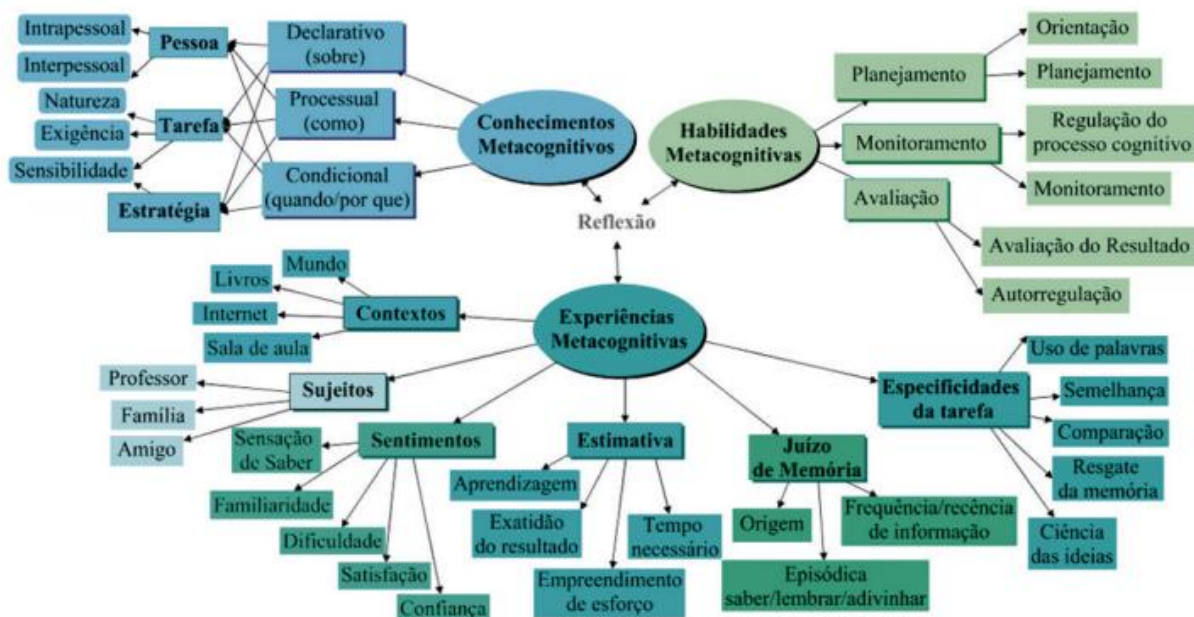 Intrapessoal
Interpessoal
Natureza
Exigência
Sensibilidade
Pessoa
Tarefa
Estratégia
Declarativo
(sobre)
Processual
(como)
Condicional
(quando/por que)
Conhecimentos
Metacognitivos
Habilidades
Metacognitivas
Planejamento
Monitoramento
Avaliação
Orientação
Planejamento
Regulação do
processo cognitivo
Monitoramento
Avaliação do Resultado
Autorregulação
Reflexão
Experiências
Metacognitivas
Contextos
Mundo
Livros
Internet
Sala de aula
Sujeitos
Professor
Família
Amigo
Sentimentos
Sensação
de Saber
Familiaridade
Dificuldade
Satisfação
Confiança
Estimativa
Aprendizagem
Exatidão
do resultado
Empreendimento
de esforço
Tempo
necessário
Juízo
de Memória
Origem
Episódica
saber/lembrar/adivinhar
Frequência/recência
de informação
Especificidades
da tarefa
Uso de palavras
Semelhança
Comparação
Resgate
da memória
Ciência
das ideias